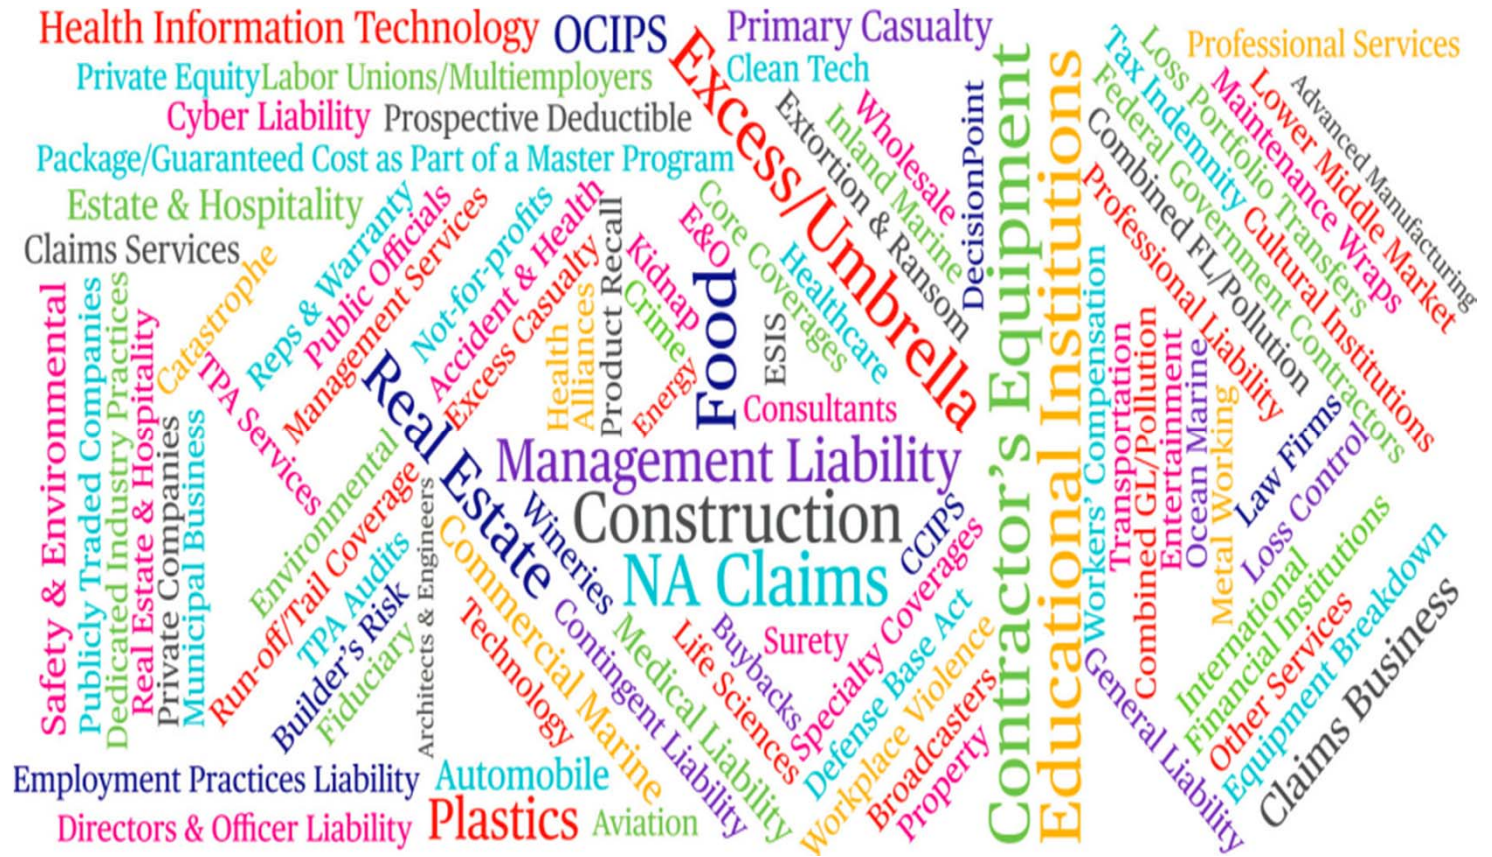 Health Information Technology
OCIPS
Primary Casualty
Private Equity
Labor Unions/Multiemployers
Clean Tech
Cyber Liability
Prospective Deductible
Package/Guaranteed Cost as Part of a Master Program
Estate & Hospitality
Claims Services
Excess/Umbrella
Extortion & Ransom
Inland Marine
Wholesale
DecisionPoint
Contractor's Equipment
Educational Institutions
Professional Services
Tax Indemnity
Loss Portfolio Transfers
Maintenance Wraps
Lower Middle Market
Advanced Manufacturing
Federal Government Contractors
Combined FL/Pollution
Cultural Institutions
Professional Liability
Catastrophe
Reps & Warranty
Public Officials
Management Services
Not-for-profits
Accident & Health
Excess Casualty
Health
Alliances
Product Recall
Kidnap
Crime
Energy
E&O
Core Coverages
Healthcare
Food
ESIS
Consultants
Safety & Environmental
Publicly Traded Companies
Dedicated Industry Practices
Real Estate & Hospitality
Private Companies
Municipal Business
TPA Services
Real Estate
Management Liability
Construction
NA Claims
Wineries
CCIPS
Environmental
Run-off/Tail Coverage
TPA Audits
Builder's Risk
Fiduciary
Architects & Engineers
Commercial Marine
Technology
Contingent Liability
Medical Liability
Life Sciences
Buybacks
Surety
Specialty Coverages
Defense Base Act
Workplace Violence
Broadcasters
Property
Workers' Compensation
Transportation
Combined GL/Pollution
Entertainment
Ocean Marine
Metal Working
Law Firms
Loss Control
International
Financial Institutions
Other Services
Equipment Breakdown
Claims Business
General Liability
Employment Practices Liability
Automobile
Directors & Officer Liability
Plastics
Aviation